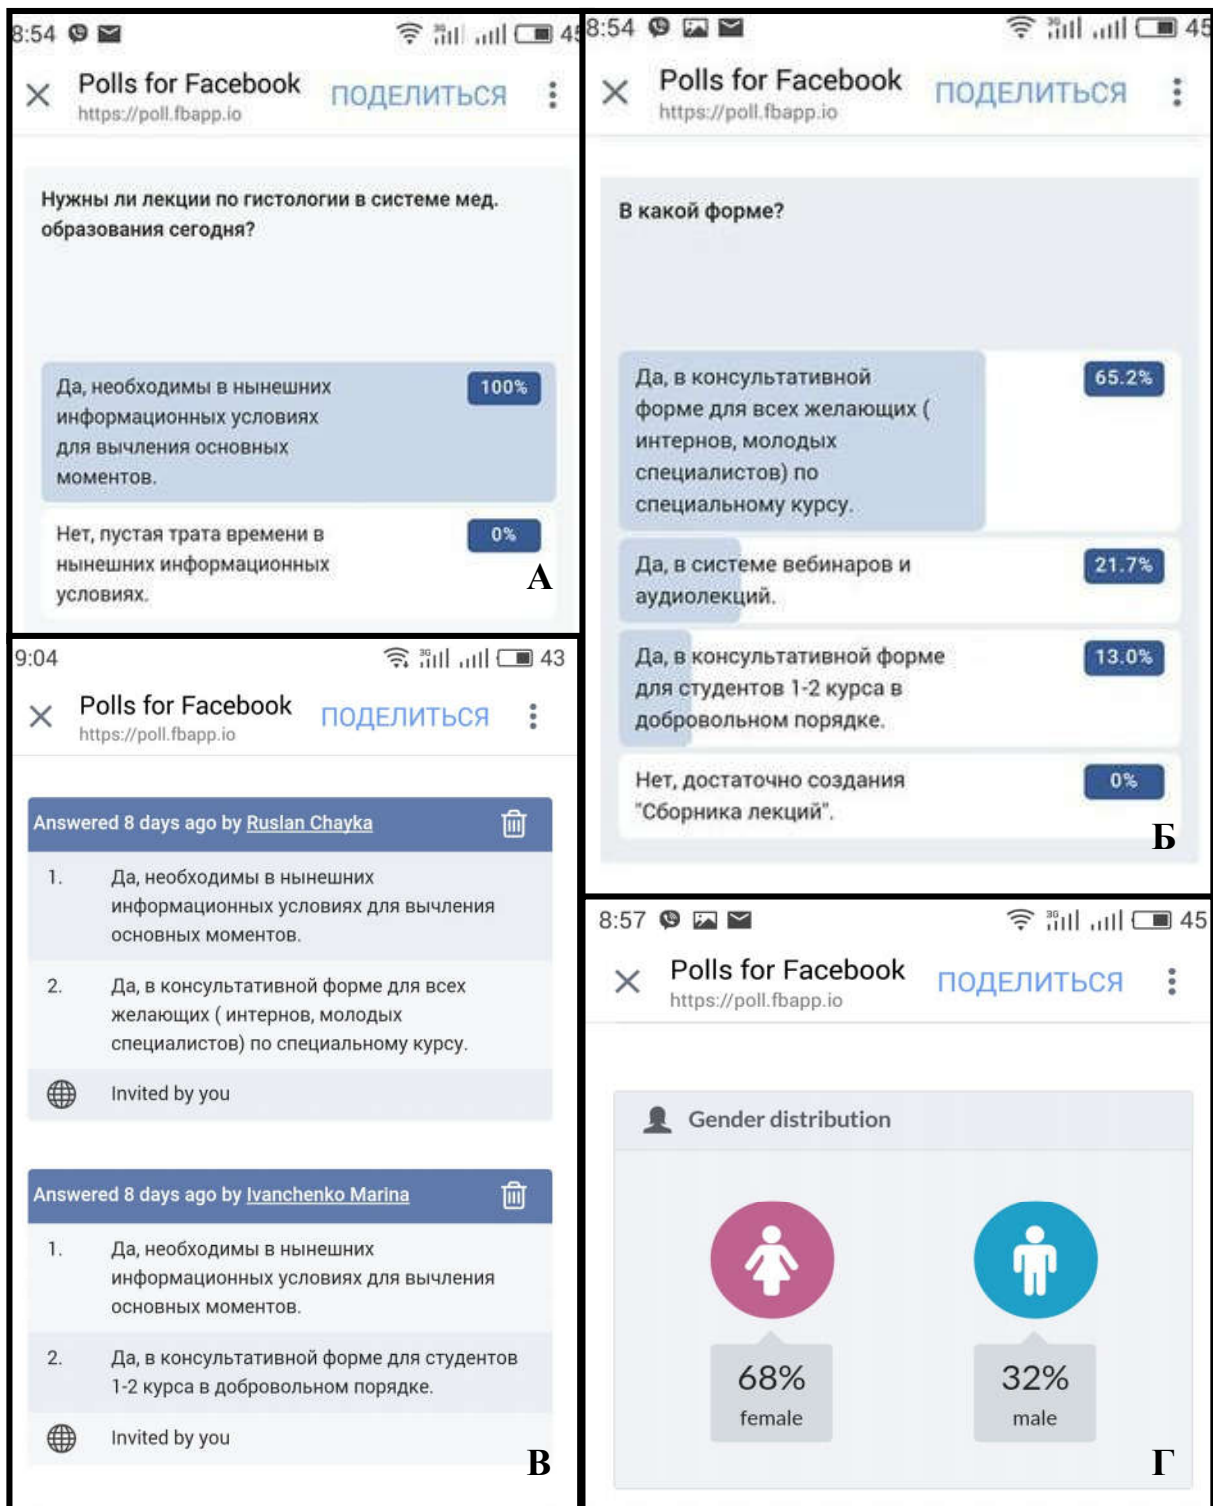 8:54
45
Polls for Facebook
https://poll.fbapp.io
ПОДЕЛИТЬСЯ
Нужны ли лекции по гистологии в системе мед.
образования сегодня?
Да, необходимы в нынешних
информационных условиях
для вычления основных
моментов.
100%
Нет, пустая трата времени в
нынешних информационных
условиях.
0%
А
8:54
3G
45
Polls for Facebook
https://poll.fbapp.io
ПОДЕЛИТЬСЯ
В какой форме?
Да, в консультативной
форме для всех желающих (
интернов, молодых
специалистов) по
специальному курсу.
65.2%
Да, в системе вебинаров и
аудиолекций.
21.7%
Да, в консультативной форме
для студентов 1-2 курса в
добровольном порядке.
13.0%
Нет, достаточно создания
"Сборника лекций".
0%
Б
9:04
3G
43
Polls for Facebook
https://poll.fbapp.io
ПОДЕЛИТЬСЯ
Answered 8 days ago by Ruslan Chayka
1. Да, необходимы в нынешних
информационных условиях для вычления
основных моментов.
2. Да, в консультативной форме для всех
желающих ( интернов, молодых
специалистов) по специальному курсу.
Invited by you
Answered 8 days ago by Ivanchenko Marina
1. Да, необходимы в нынешних
информационных условиях для вычления
основных моментов.
2. Да, в консультативной форме для студентов
1-2 курса в добровольном порядке.
Invited by you
В
8:57
3G
45
Polls for Facebook
https://poll.fbapp.io
ПОДЕЛИТЬСЯ
Gender distribution
68%
female
32%
male
Г